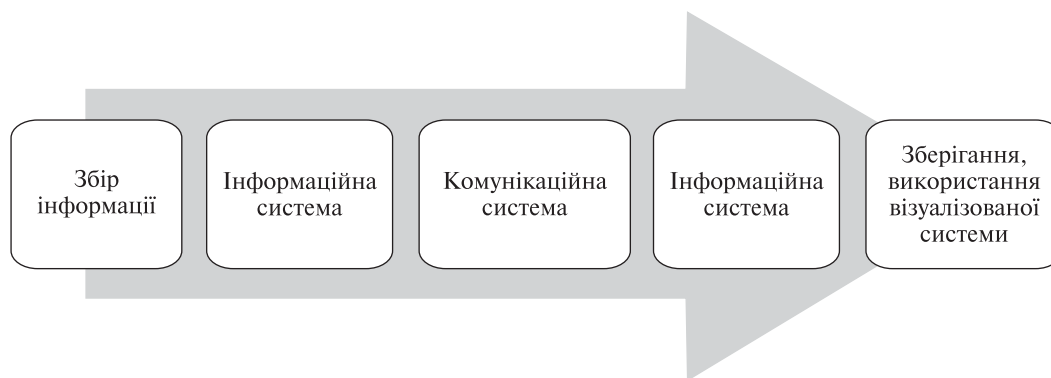 Збір
інформації
Інформаційна
система
Комунікаційна
система
Інформаційна
система
Зберігання,
використання
візуалізованої
системи